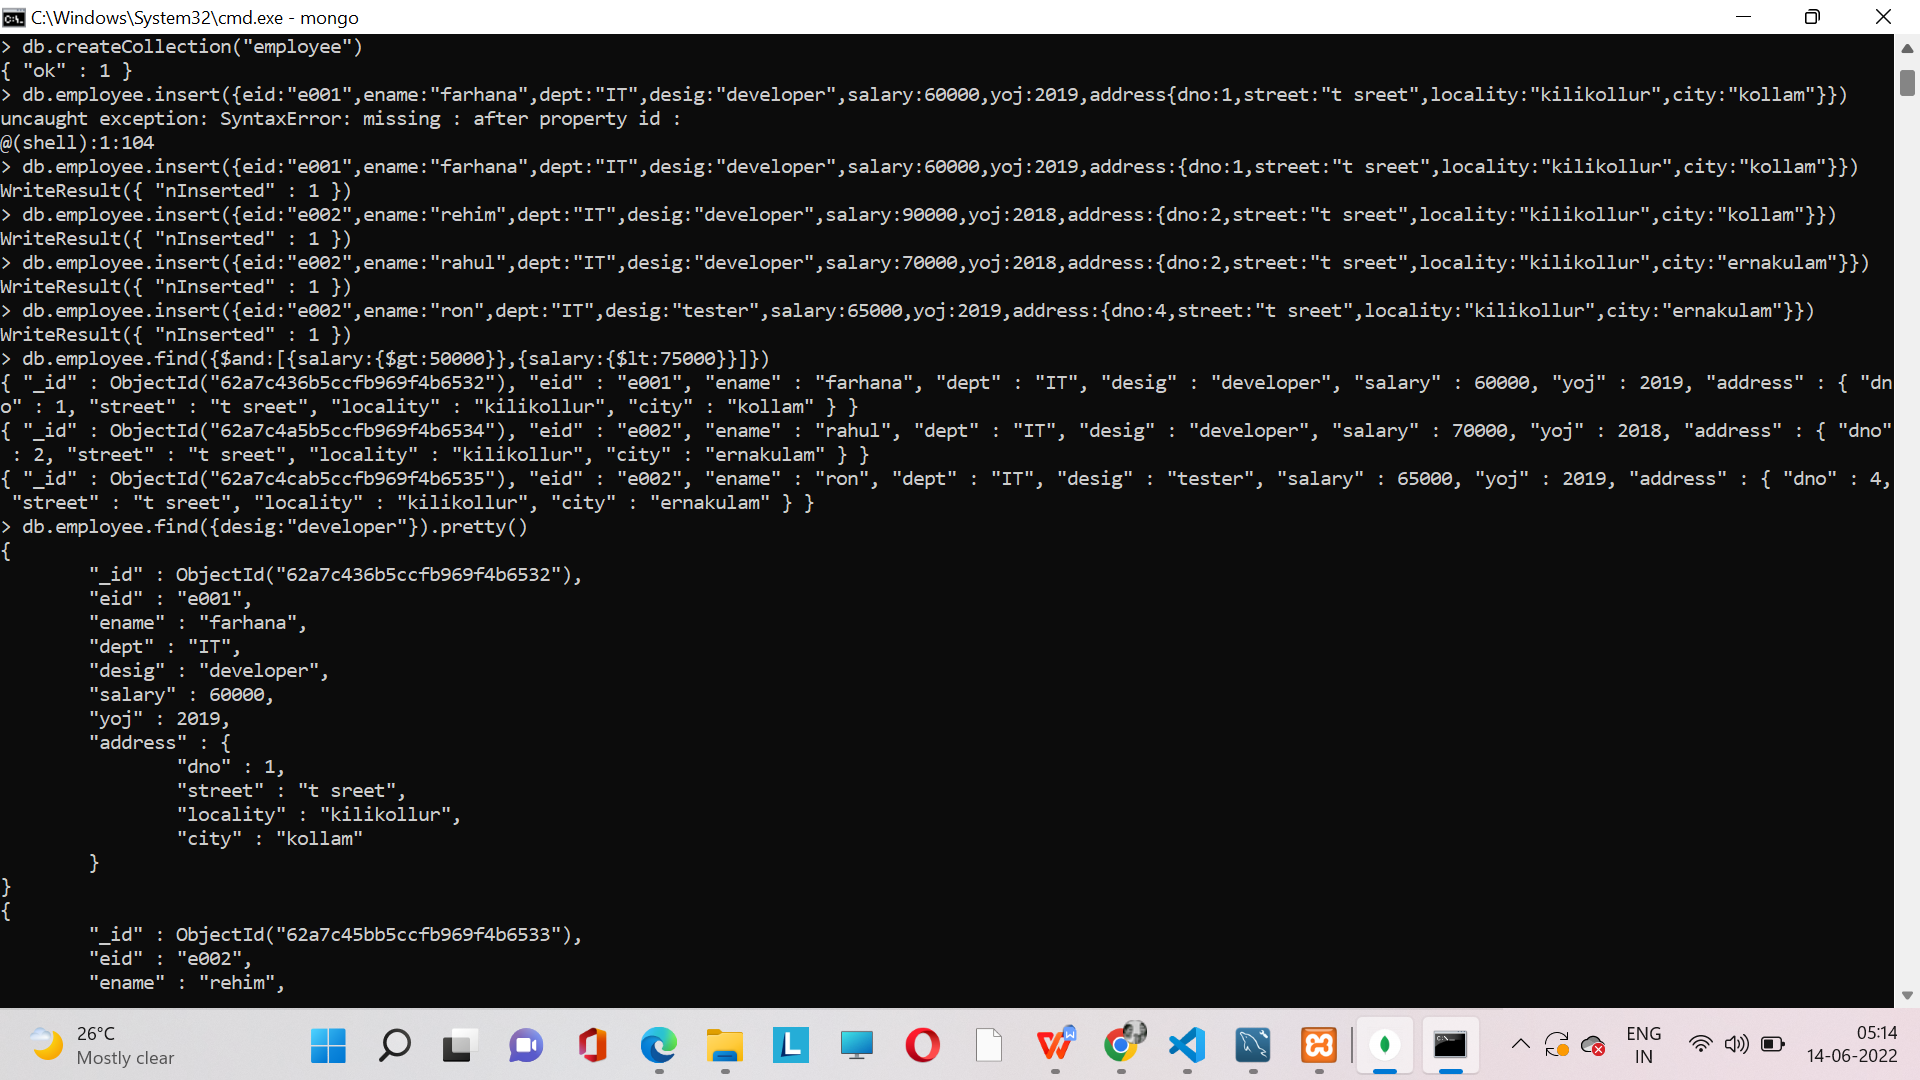 C:\Windows\System32\cmd.exe - mongo
> db.createCollection("employee")
{ "ok" : 1 }
> db.employee.insert({eid:"e001",ename:"farhana",dept:"IT",desig:"developer",salary:60000,yoj:2019,address{dno:1,street:"t sreet",locality:"kilikollur",city:"kollam"}})
uncaught exception: SyntaxError: missing : after property id :
@(shell):1:104
> db.employee.insert({eid:"e001",ename:"farhana",dept:"IT",desig:"developer",salary:60000,yoj:2019,address:{dno:1,street:"t sreet",locality:"kilikollur",city:"kollam"}})
WriteResult({ "nInserted" : 1 })
> db.employee.insert({eid:"e002",ename:"rehim",dept:"IT",desig:"developer",salary:90000,yoj:2018,address:{dno:2,street:"t sreet",locality:"kilikollur",city:"kollam"}})
WriteResult({ "nInserted" : 1 })
> db.employee.insert({eid:"e002",ename:"rahul",dept:"IT",desig:"developer",salary:70000,yoj:2018,address:{dno:2,street:"t sreet",locality:"kilikollur",city:"ernakulam"}})
WriteResult({ "nInserted" : 1 })
> db.employee.insert({eid:"e002",ename:"ron",dept:"IT",desig:"tester",salary:65000,yoj:2019,address:{dno:4,street:"t sreet",locality:"kilikollur",city:"ernakulam"}})
WriteResult({ "nInserted" : 1 })
> db.employee.find({$and:[{salary:{$gt:50000}},{salary:{$lt:75000}}]})
{ "_id" : ObjectId("62a7c436b5ccfb969f4b6532"), "eid" : "e001", "ename" : "farhana", "dept" : "IT", "desig" : "developer", "salary" : 60000, "yoj" : 2019, "address" : { "dn
o" : 1, "street" : "t sreet", "locality" : "kilikollur", "city" : "kollam" } }
{ "_id" : ObjectId("62a7c4a5b5ccfb969f4b6534"), "eid" : "e002", "ename" : "rahul", "dept" : "IT", "desig" : "developer", "salary" : 70000, "yoj" : 2018, "address" : { "dno"
 : 2, "street" : "t sreet", "locality" : "kilikollur", "city" : "ernakulam" } }
{ "_id" : ObjectId("62a7c4cab5ccfb969f4b6535"), "eid" : "e002", "ename" : "ron", "dept" : "IT", "desig" : "tester", "salary" : 65000, "yoj" : 2019, "address" : { "dno" : 4,
 "street" : "t sreet", "locality" : "kilikollur", "city" : "ernakulam" } }
> db.employee.find({desig:"developer"}).pretty()
{
        "_id" : ObjectId("62a7c436b5ccfb969f4b6532"),
        "eid" : "e001",
        "ename" : "farhana",
        "dept" : "IT",
        "desig" : "developer",
        "salary" : 60000,
        "yoj" : 2019,
        "address" : {
                "dno" : 1,
                "street" : "t sreet",
                "locality" : "kilikollur",
                "city" : "kollam"
        }
}
{
        "_id" : ObjectId("62a7c45bb5ccfb969f4b6533"),
        "eid" : "e002",
        "ename" : "rehim",
26°C
Mostly clear
ENG
IN
05:14
14-06-2022